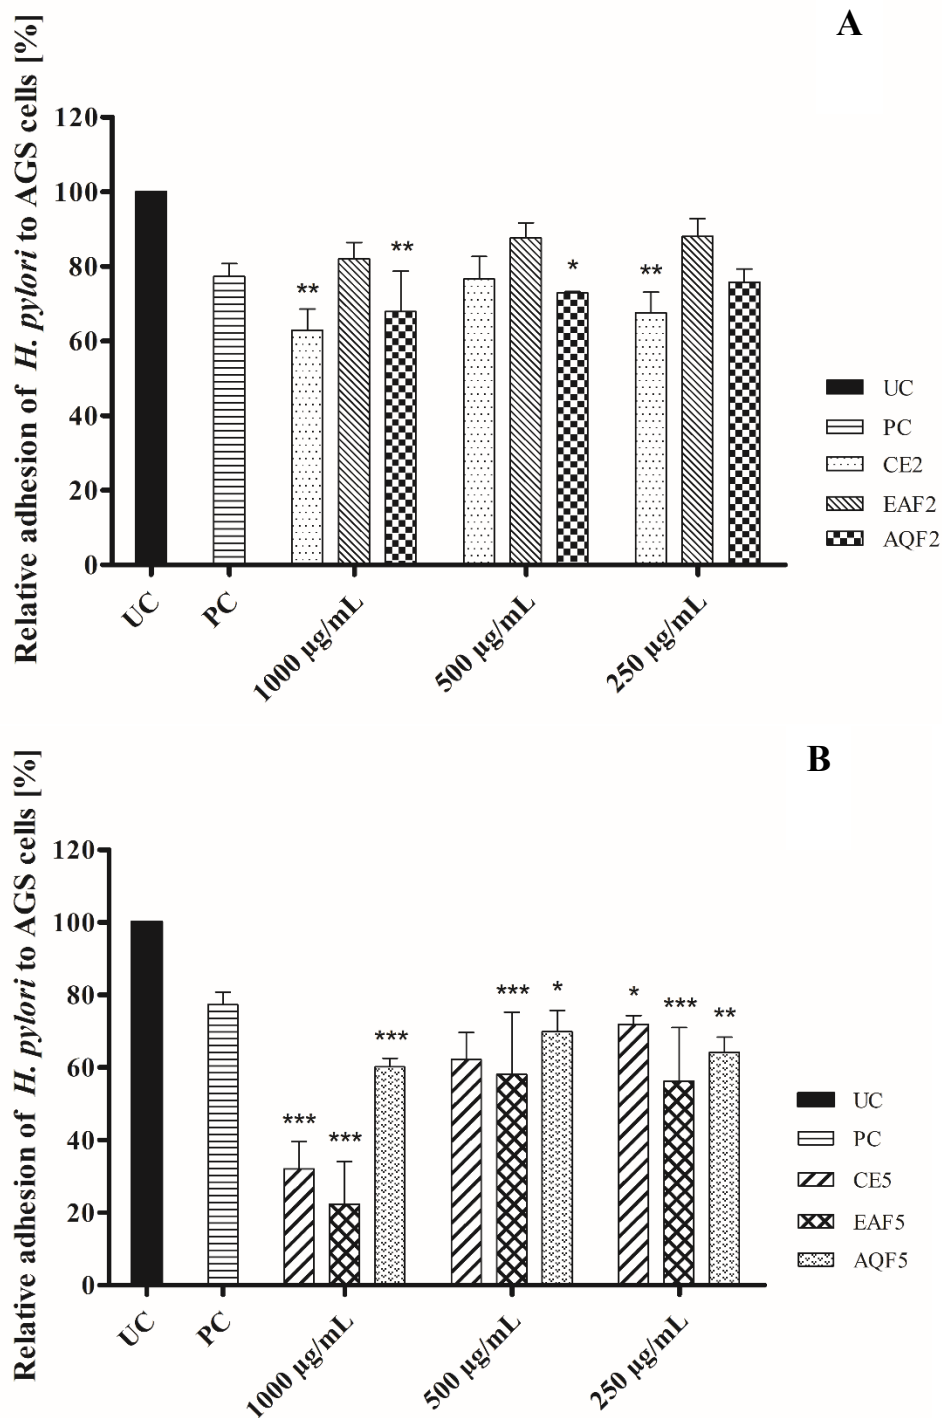 A
Relative adhesion of H. pylori to AGS cells [%]
120
100
80
60
40
20
0
**
**
*
**
UC
PC
1000 µg/mL
500 µg/mL
250 µg/mL
UC
PC
CE2
EAF2
AQF2
B
Relative adhesion of H. pylori to AGS cells [%]
120
100
80
60
40
20
0
***
***
***
***
*
*
***
**
UC
PC
1000 µg/mL
500 µg/mL
250 µg/mL
UC
PC
CE5
EAF5
AQF5